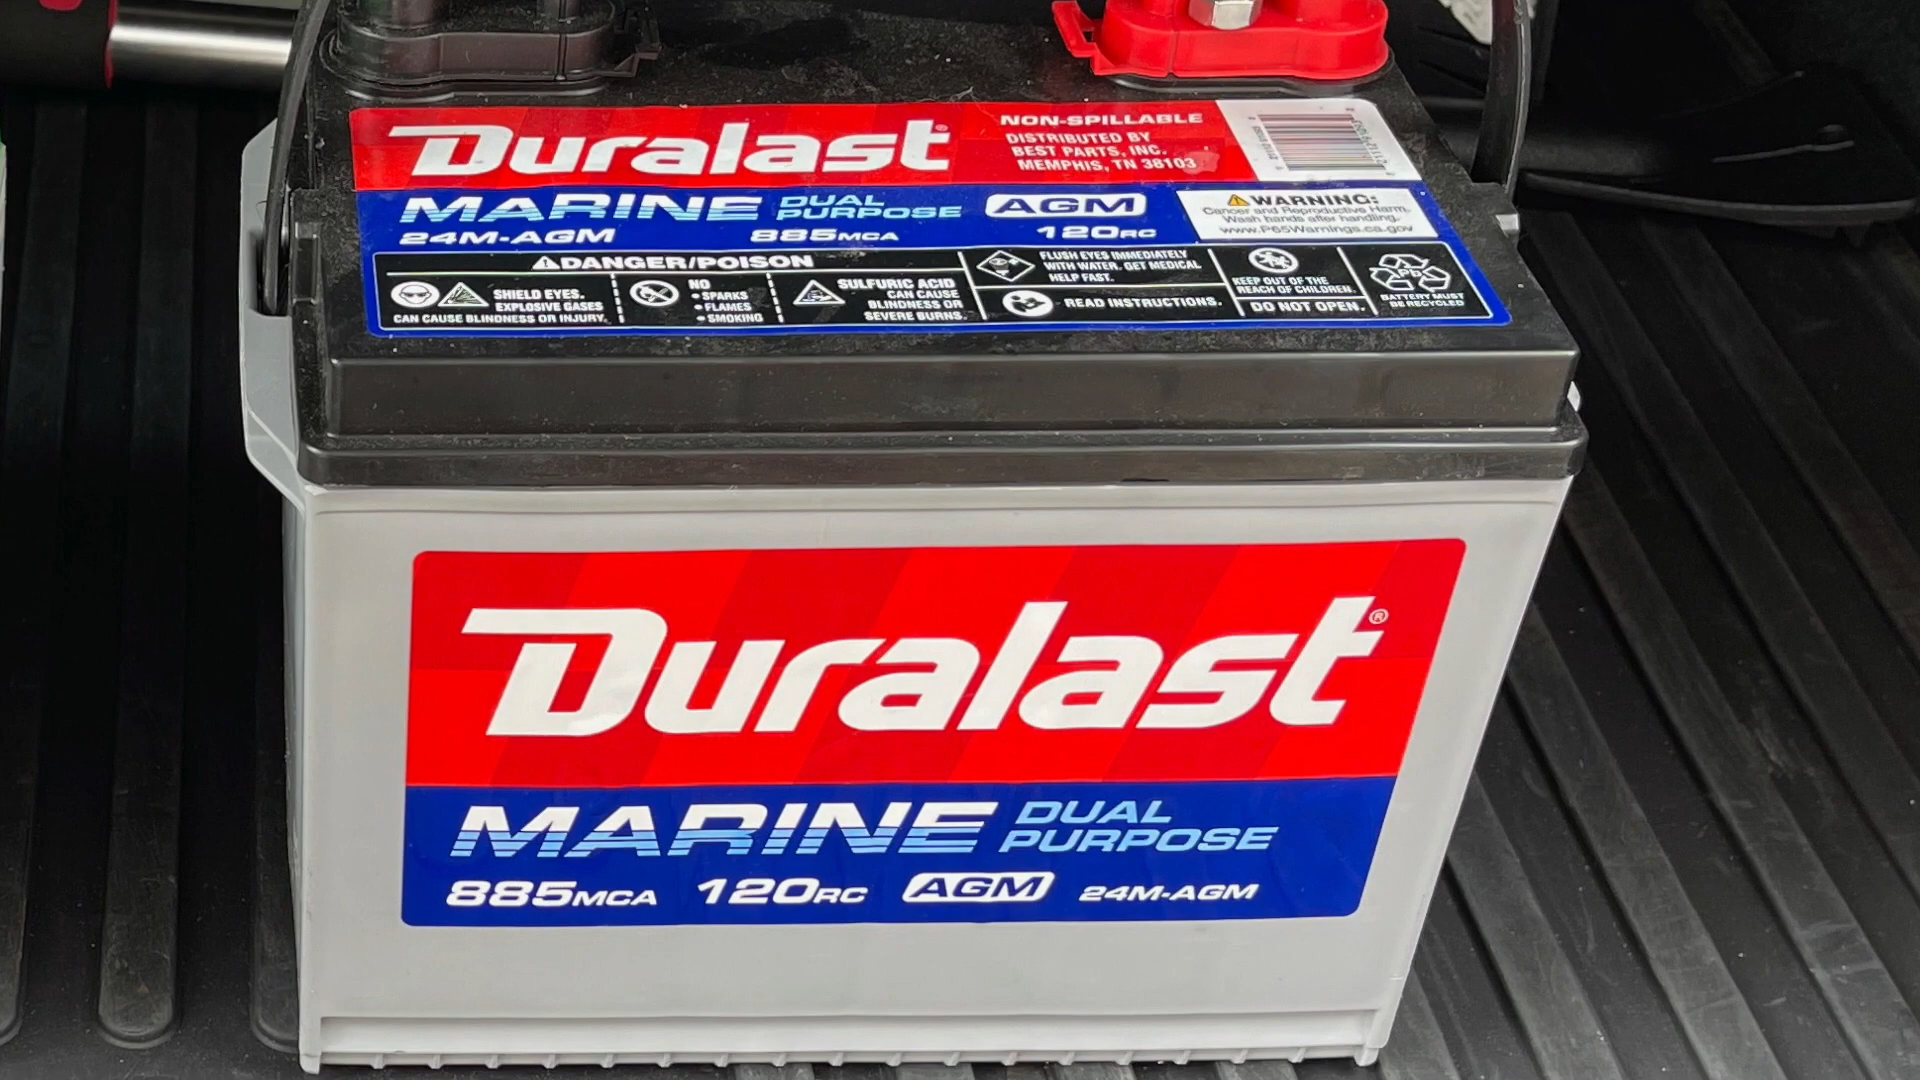 Duralast®
NON-SPILLABLE
DISTRIBUTED BY
BEST PARTS, INC.
MEMPHIS, TN 38103
MARINE DUAL PURPOSE AGM
24M-AGM 885MCA 120RC
WARNING:
Cancer and Reproductive Harm.
Wash hands after handling.
www.P65Warnings.ca.gov
DANGER/POISON
SHIELD EYES.
EXPLOSIVE GASES
CAN CAUSE BLINDNESS OR INJURY.
NO
• SPARKS
• FLAMES
• SMOKING
SULFURIC ACID
CAN CAUSE
BLINDNESS OR
SEVERE BURNS.
FLUSH EYES IMMEDIATELY
WITH WATER. GET MEDICAL
HELP FAST.
READ INSTRUCTIONS.
KEEP OUT OF THE
REACH OF CHILDREN.
DO NOT OPEN.
Pb
BATTERY MUST
BE RECYCLED
Duralast®
MARINE DUAL
PURPOSE
885MCA 120RC AGM 24M-AGM